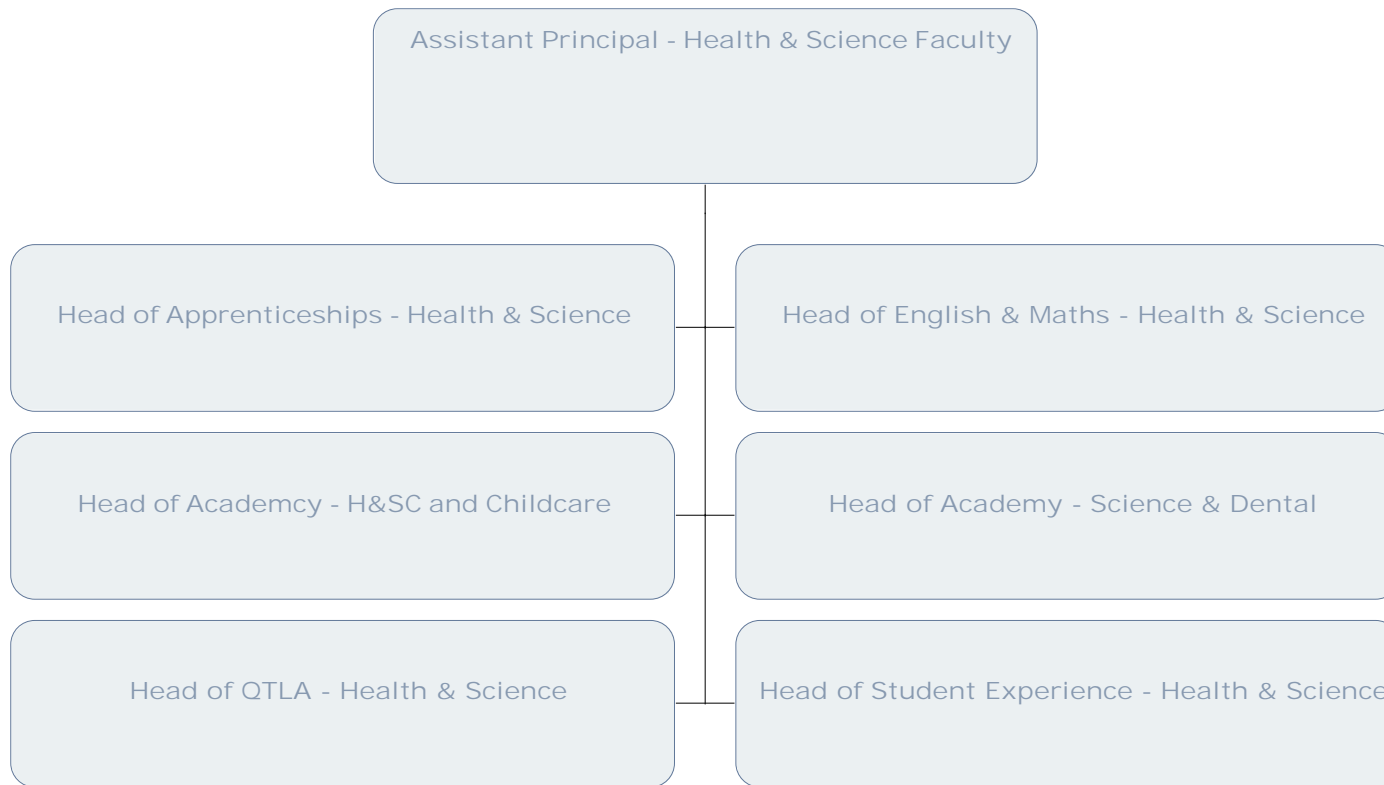 Assistant Principal - Health & Science Faculty
Head of Apprenticeships - Health & Science
Head of English & Maths - Health & Science
Head of Academcy - H&SC and Childcare
Head of Academy - Science & Dental
Head of QTLA - Health & Science
Head of Student Experience - Health & Science